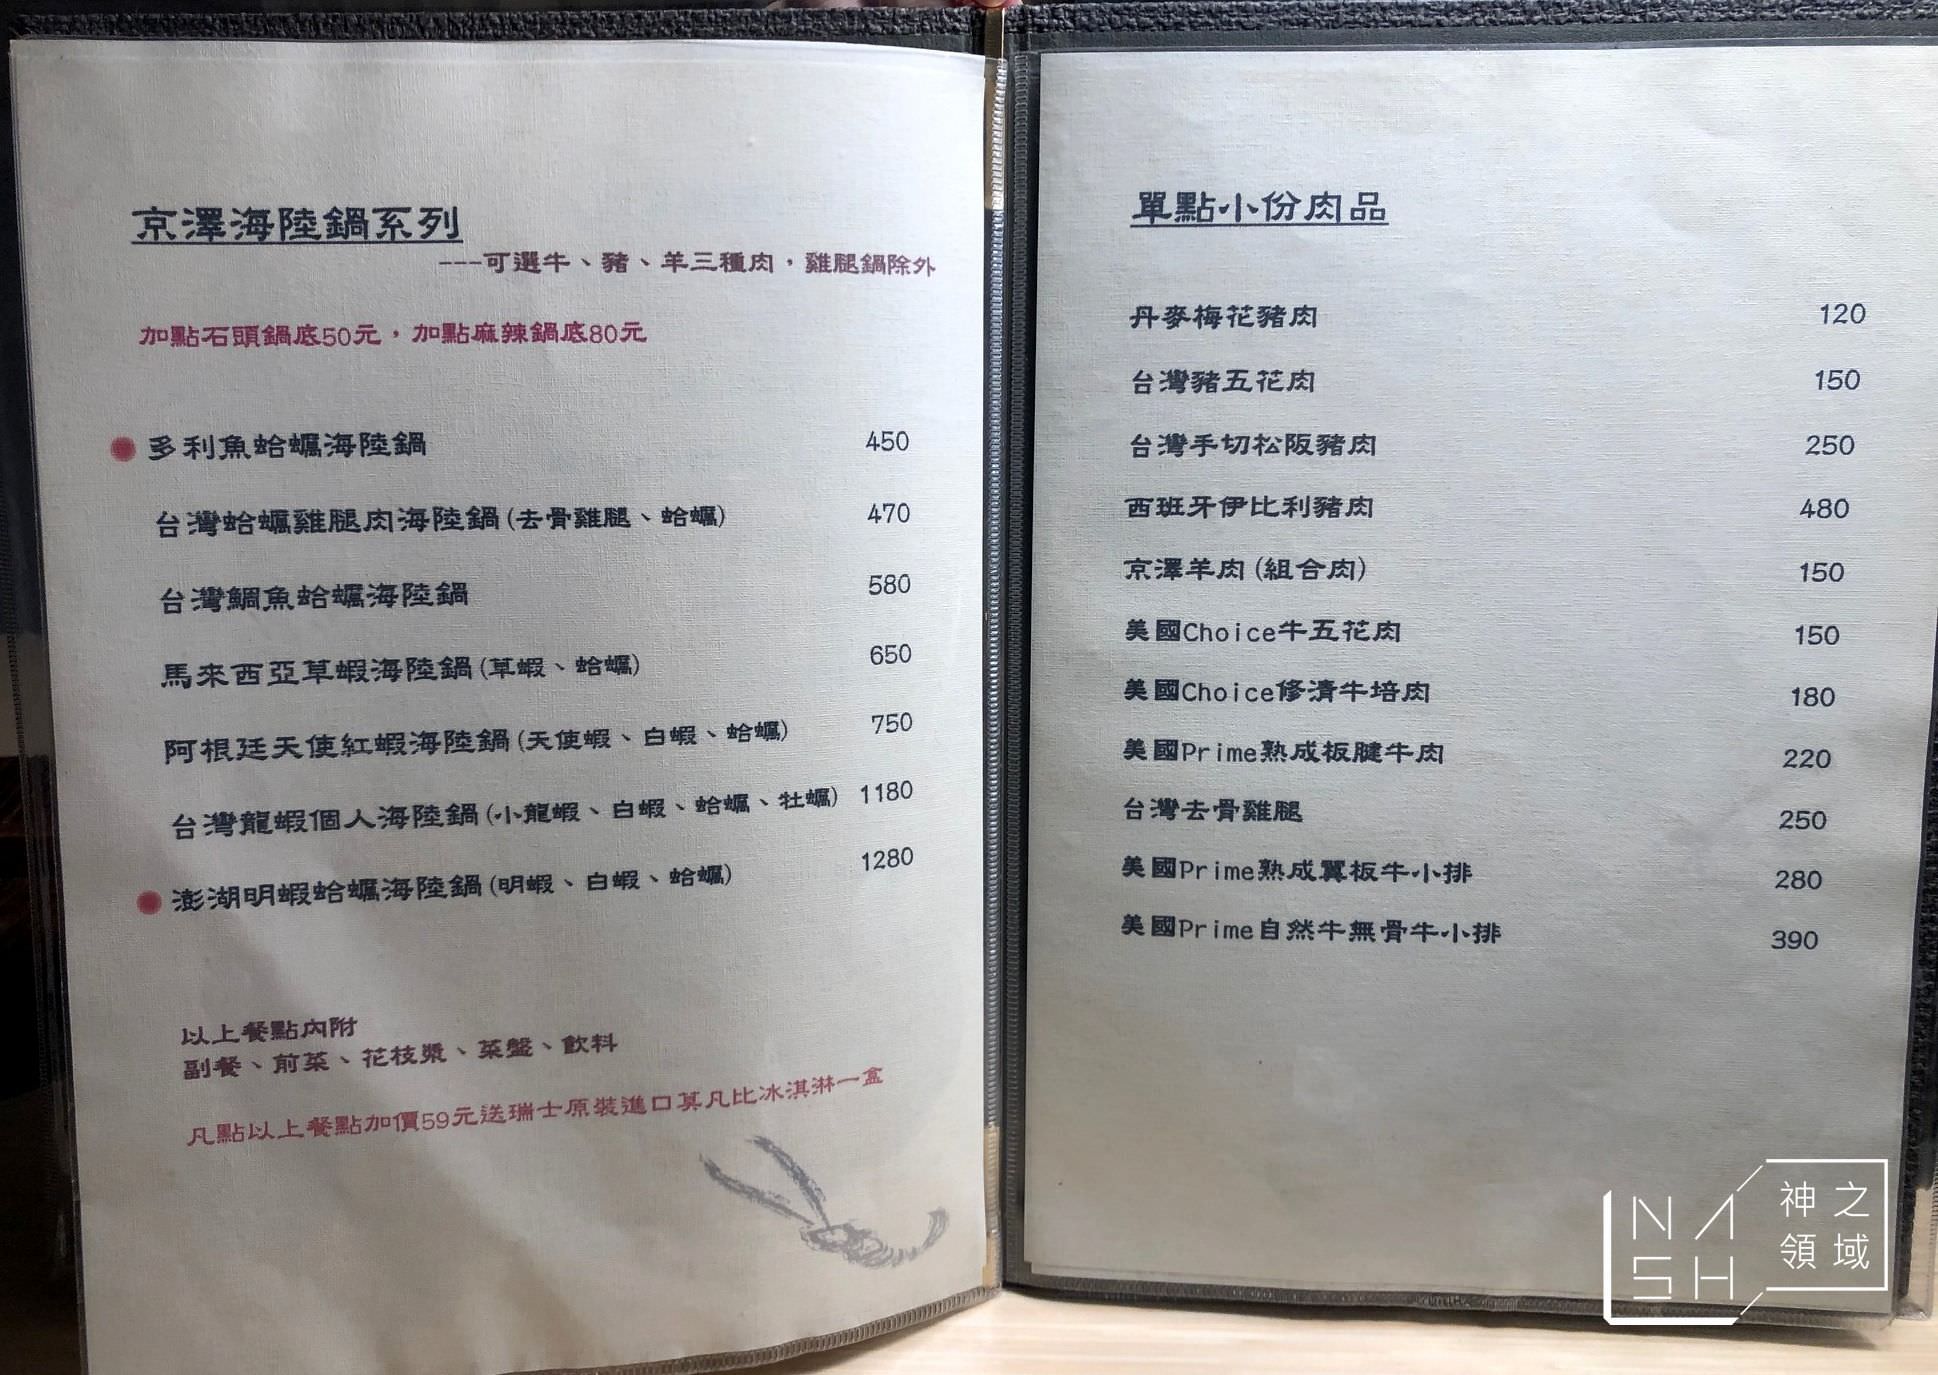 京澤海陸鍋系列
---可選牛、豬、羊三種肉，雞腿鍋除外
加點石頭鍋底50元，加點麻辣鍋底80元
多利魚蛤蠣海陸鍋 450
台灣蛤蠣雞腿肉海陸鍋(去骨雞腿、蛤蠣) 470
台灣鯛魚蛤蠣海陸鍋 580
馬來西亞草蝦海陸鍋(草蝦、蛤蠣) 650
阿根廷天使紅蝦海陸鍋(天使蝦、白蝦、蛤蠣) 750
台灣龍蝦個人海陸鍋(小龍蝦、白蝦、蛤蠣、牡蠣) 1180
澎湖明蝦蛤蠣海陸鍋(明蝦、白蝦、蛤蠣) 1280
以上餐點內附
副餐、前菜、花枝漿、菜盤、飲料
凡點以上餐點加價59元送瑞士原裝進口莫凡比冰淇淋一盒
單點小份肉品
丹麥梅花豬肉 120
台灣豬五花肉 150
台灣手切松阪豬肉 250
西班牙伊比利豬肉 480
京澤羊肉(組合肉) 150
美國Choice牛五花肉 150
美國Choice修清牛培肉 180
美國Prime熟成板腱牛肉 220
台灣去骨雞腿 250
美國Prime熟成翼板牛小排 280
美國Prime自然牛無骨牛小排 390
NASH
神之
領域